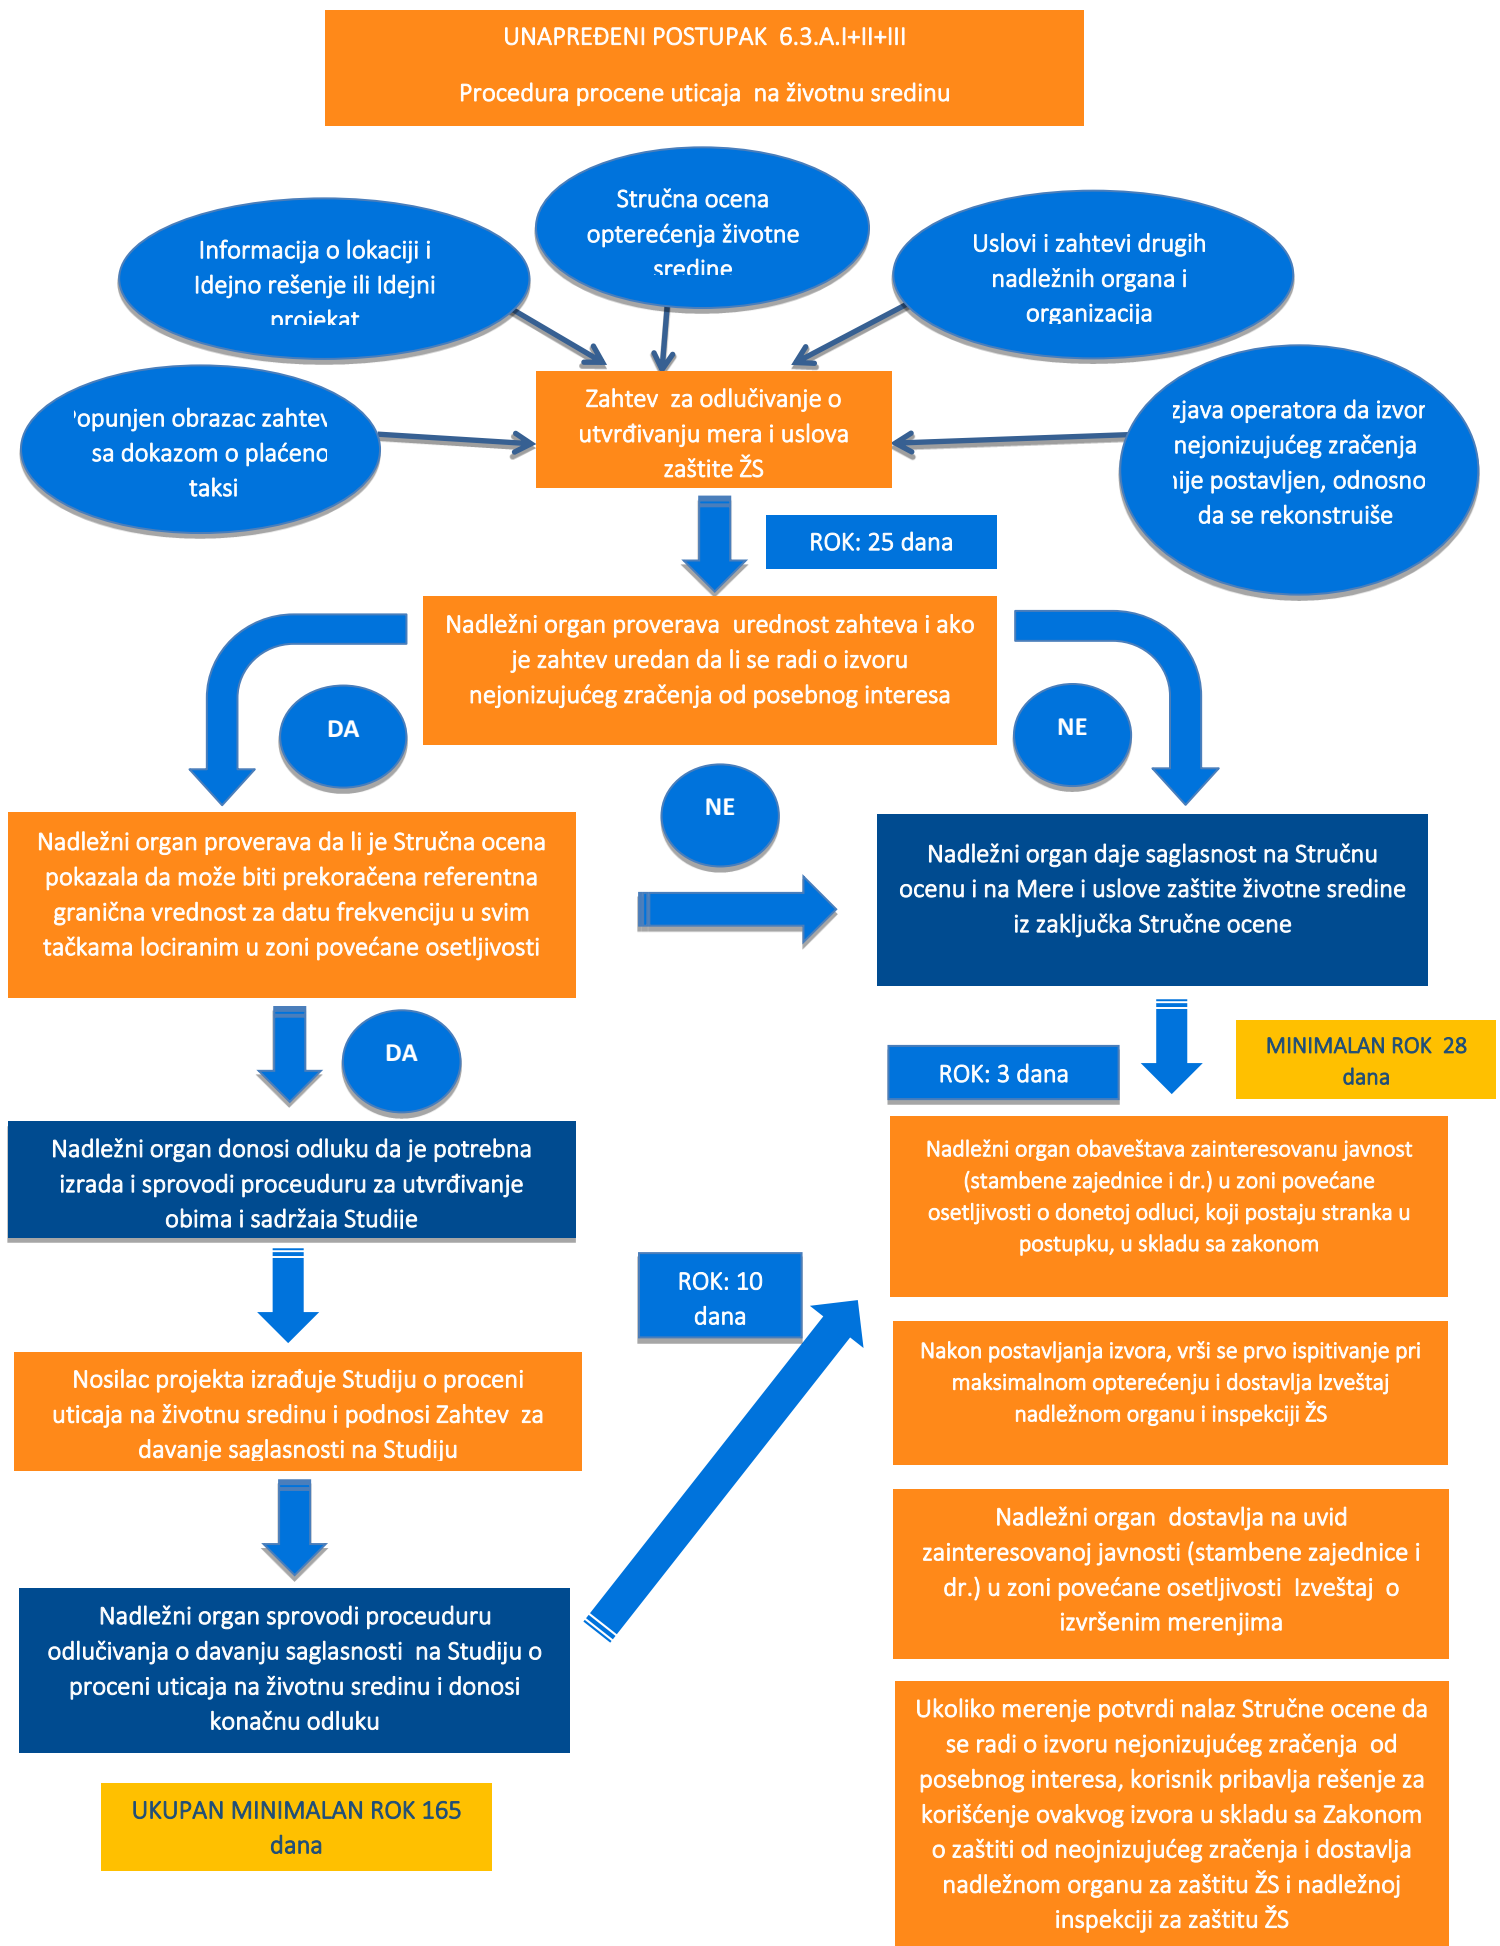 UNAPREĐENI POSTUPAK 6.3.A.I+II+III
Procedura procene uticaja na životnu sredinu
Stručna ocena
opterećenja životne
sredine
Informacija o lokaciji i
Idejno rešenje ili Idejni
projekat
Uslovi i zahtevi drugih
nadležnih organa i
organizacija
opunjen obrazac zahtev
sa dokazom o plaćeno
taksi
Zahtev za odlučivanje o
utvrđivanju mera i uslova
zaštite ŽS
zjava operatora da izvor
nejonizujućeg zračenja
nije postavljen, odnosno
da se rekonstruiše
ROK: 25 dana
Nadležni organ proverava urednost zahteva i ako
je zahtev uredan da li se radi o izvoru
nejonizujućeg zračenja od posebnog interesa
DA
NE
NE
Nadležni organ proverava da li je Stručna ocena
pokazala da može biti prekoračena referentna
granična vrednost za datu frekvenciju u svim
tačkama lociranim u zoni povećane osetljivosti
Nadležni organ daje saglasnost na Stručnu
ocenu i na Mere i uslove zaštite životne sredine
iz zaključka Stručne ocene
DA
ROK: 3 dana
MINIMALAN ROK 28
dana
Nadležni organ donosi odluku da je potrebna
izrada i sprovodi proceuduru za utvrđivanje
obima i sadržaja Studije
Nadležni organ obaveštava zainteresovanu javnost
(stambene zajednice i dr.) u zoni povećane
osetljivosti o donetoj odluci, koji postaju stranka u
postupku, u skladu sa zakonom
ROK: 10
dana
Nosilac projekta izrađuje Studiju o proceni
uticaja na životnu sredinu i podnosi Zahtev za
davanje saglasnosti na Studiju
Nakon postavljanja izvora, vrši se prvo ispitivanje pri
maksimalnom opterećenju i dostavlja Izveštaj
nadležnom organu i inspekciji ŽS
Nadležni organ dostavlja na uvid
zainteresovanoj javnosti (stambene zajednice i
dr.) u zoni povećane osetljivosti Izveštaj o
izvršenim merenjima
Nadležni organ sprovodi proceuduru
odlučivanja o davanju saglasnosti na Studiju o
proceni uticaja na životnu sredinu i donosi
konačnu odluku
Ukoliko merenje potvrdi nalaz Stručne ocene da
se radi o izvoru nejonizujućeg zračenja od
posebnog interesa, korisnik pribavlja rešenje za
korišćenje ovakvog izvora u skladu sa Zakonom
o zaštiti od neojnizujućeg zračenja i dostavlja
nadležnom organu za zaštitu ŽS i nadležnoj
inspekciji za zaštitu ŽS
UKUPAN MINIMALAN ROK 165
dana